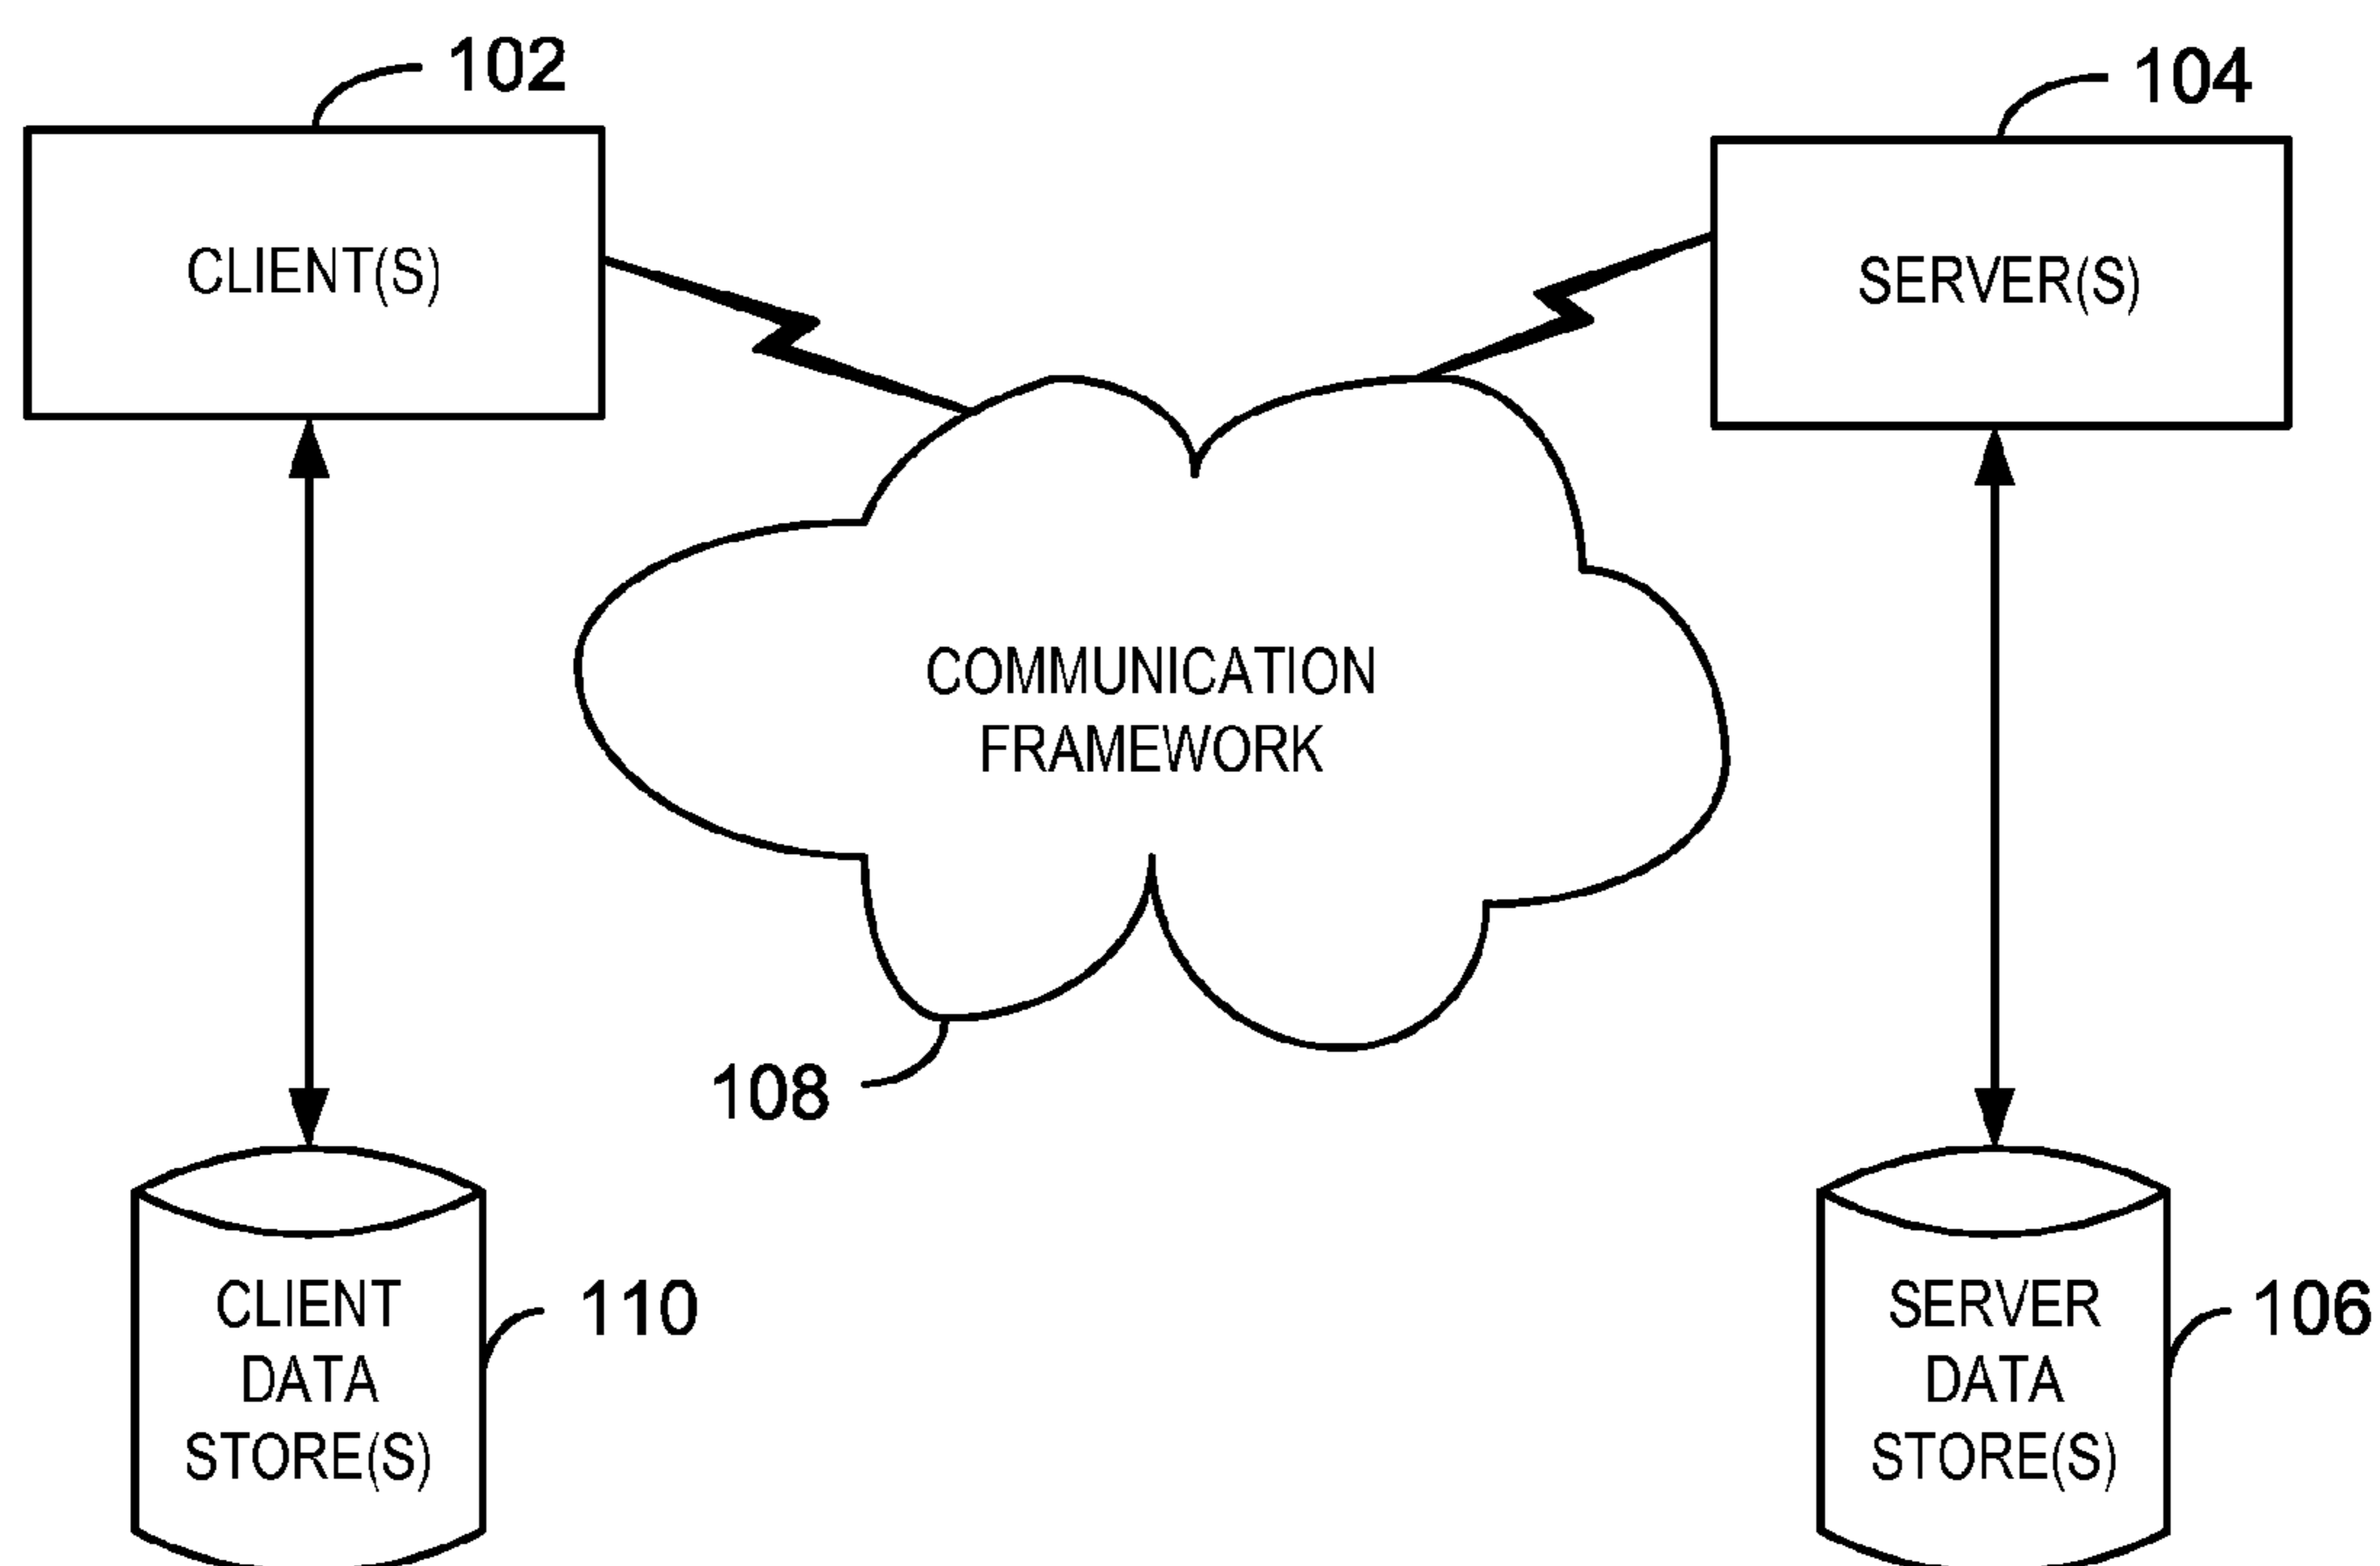 102
104
CLIENT(S)
SERVER(S)
COMMUNICATION
FRAMEWORK
108
CLIENT
DATA
STORE(S)
110
SERVER
DATA
STORE(S)
106